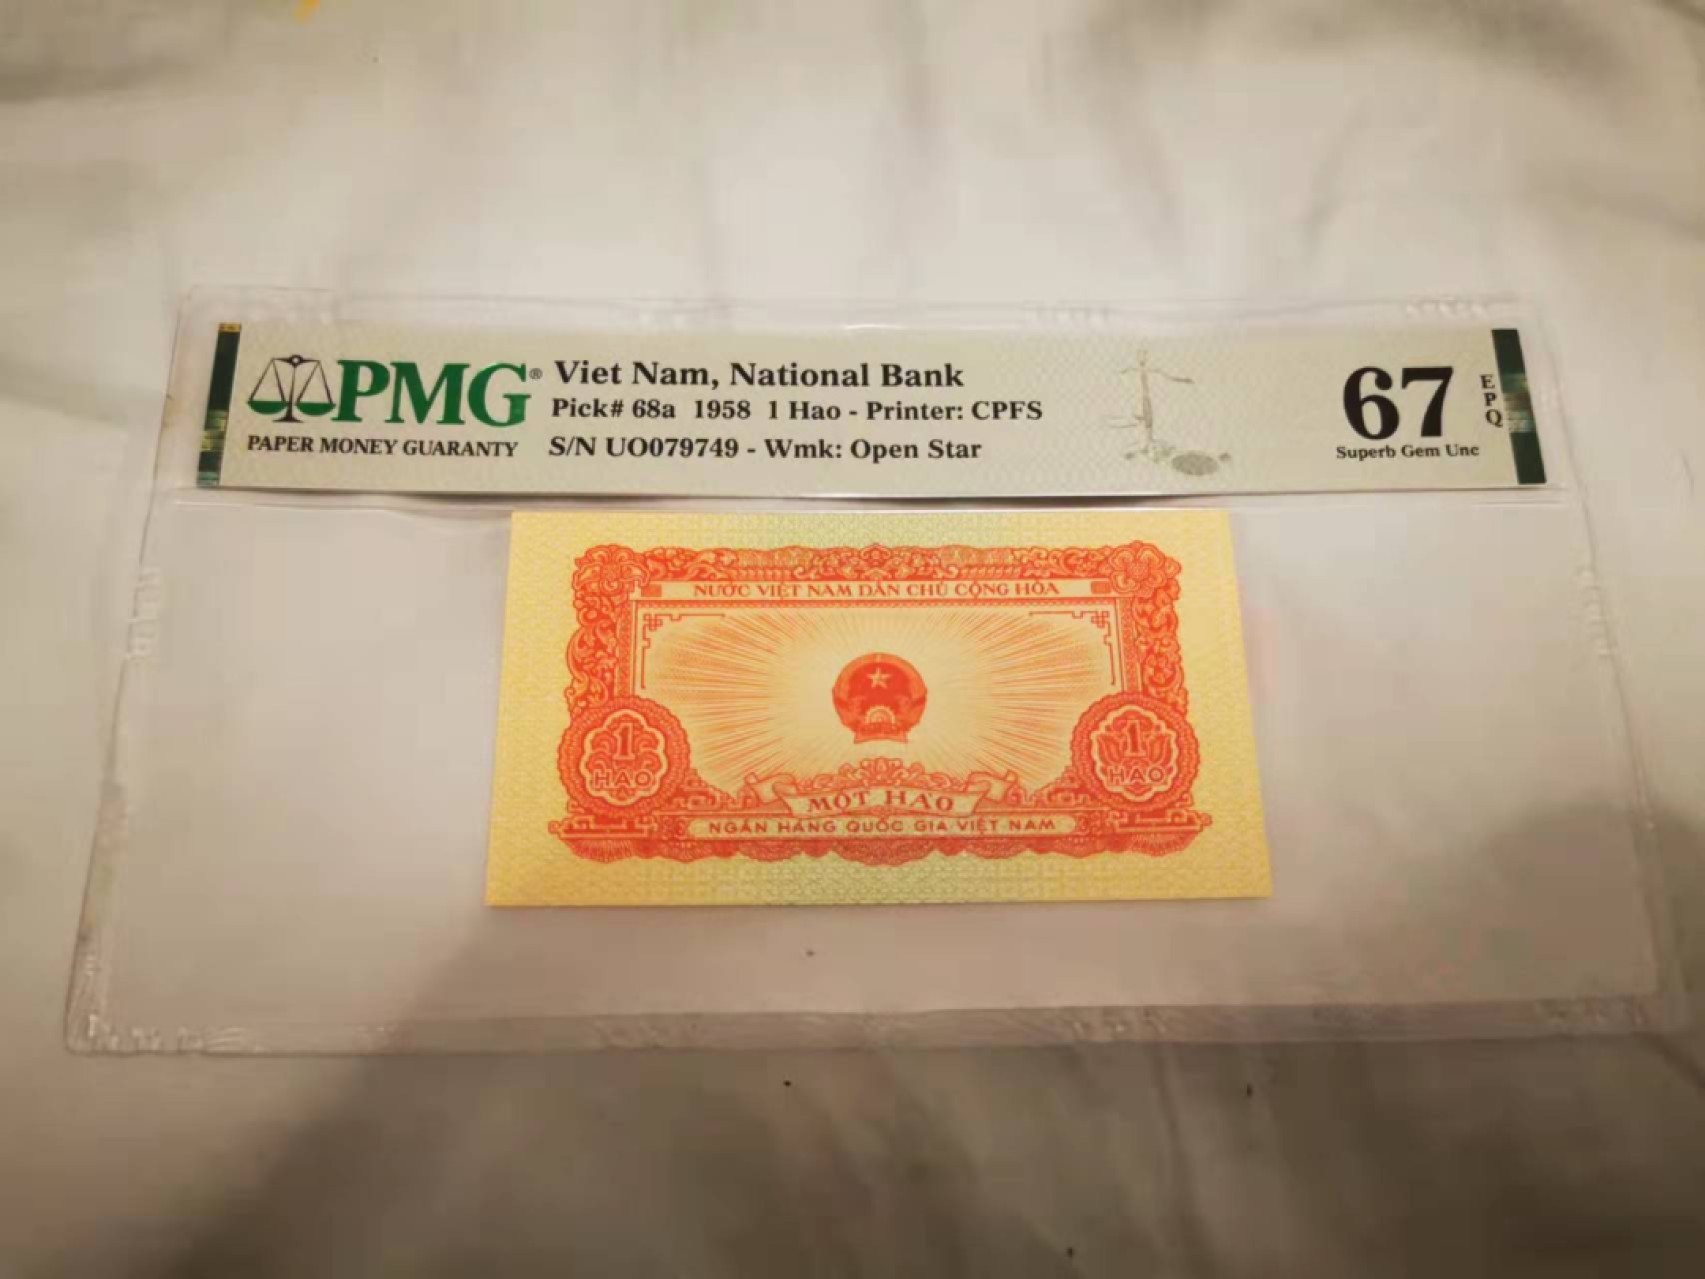 PMG®
PAPER MONEY GUARANTY
Viet Nam, National Bank
Pick# 68a 1958 1 Hao - Printer: CPFS
S/N UO079749 - Wmk: Open Star
67
EPQ
Superb Gem Unc
NƯỚC VIỆT NAM DÂN CHỦ CỘNG HÒA
1
HAO
1
HAO
MỘT HÀO
NGÂN HÀNG QUỐC GIA VIỆT NAM